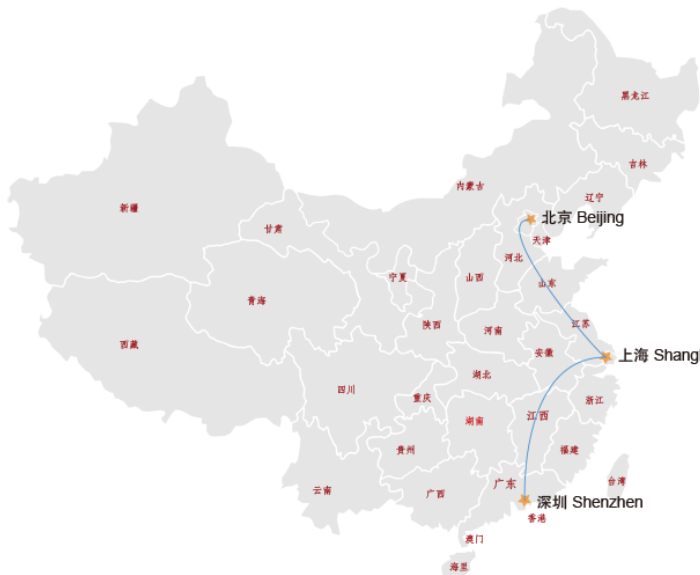 黑龙江
吉林
内蒙古
辽宁
新疆
北京 Beijing
甘肃
天津
河北
宁夏
山西
山东
青海
陕西
江苏
河南
西藏
安徽
上海 Shangl
湖北
四川
重庆
浙江
江西
湖南
贵州
福建
台湾
广东
云南
广西
深圳 Shenzhen
香港
澳门
海里